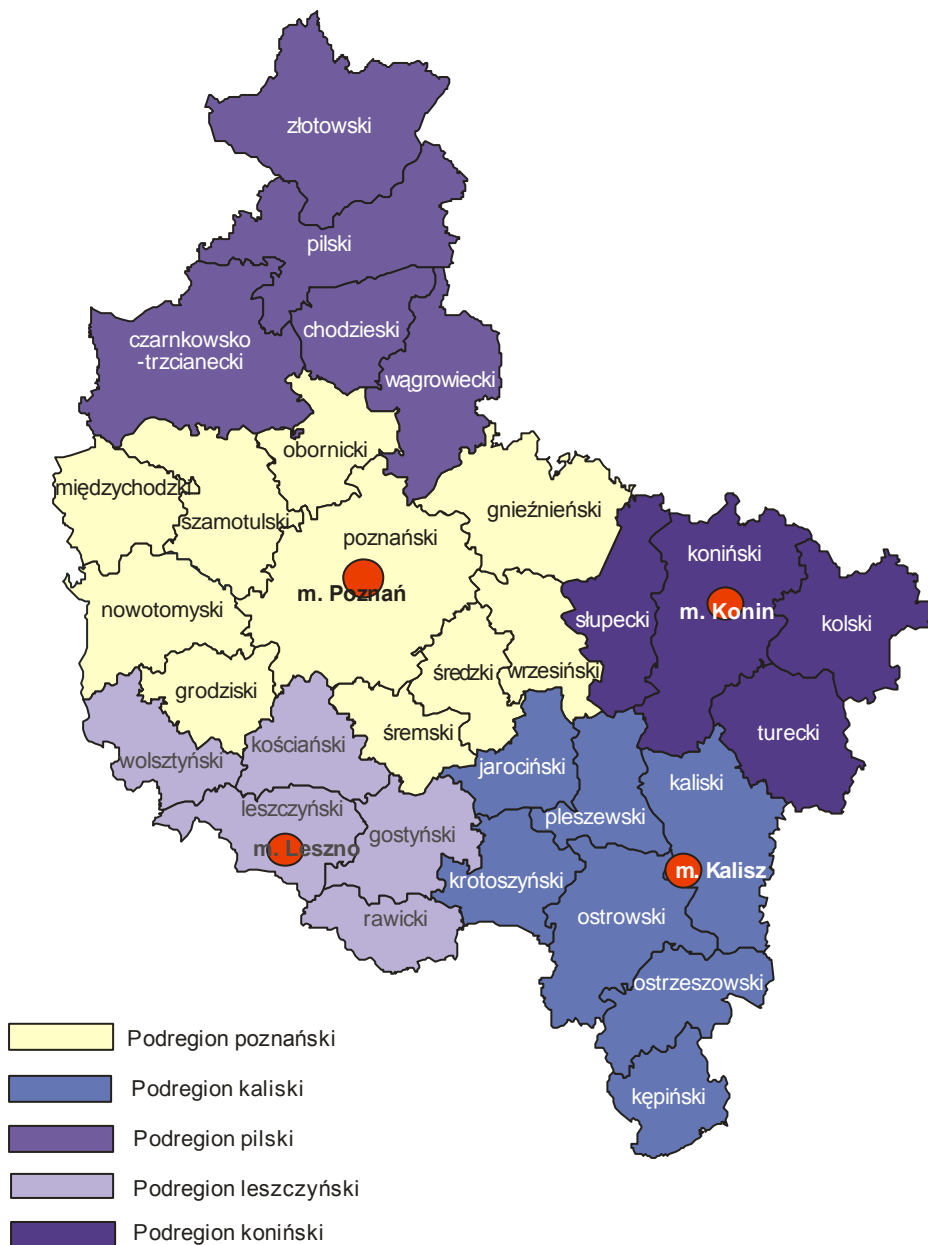 złotowski
pilski
chodzieski
czarnkowsko
-trzcianecki
wągrowiecki
obornicki
międzychodzki
szamotulski
gnieźnieński
poznański
koniński
m. Poznań
nowotomyski
m. Konin
słupecki
kolski
średzki
wrzesiński
grodziski
śremski
turecki
kościański
wolsztyński
jarociński
kaliski
leszczyński
pleszewski
gostyński
m. Leszno
m. Kalisz
krotoszyński
rawicki
ostrowski
ostrzeszowski
kępiński
Podregion poznański
Podregion kaliski
Podregion pilski
Podregion leszczyński
Podregion koniński